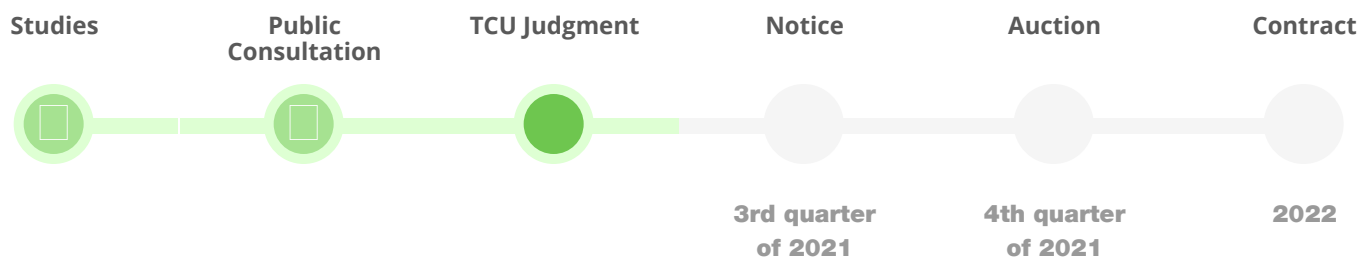 Studies
Public
Consultation
TCU Judgment
Notice
Auction
Contract
3rd quarter
of 2021
4th quarter
of 2021
2022